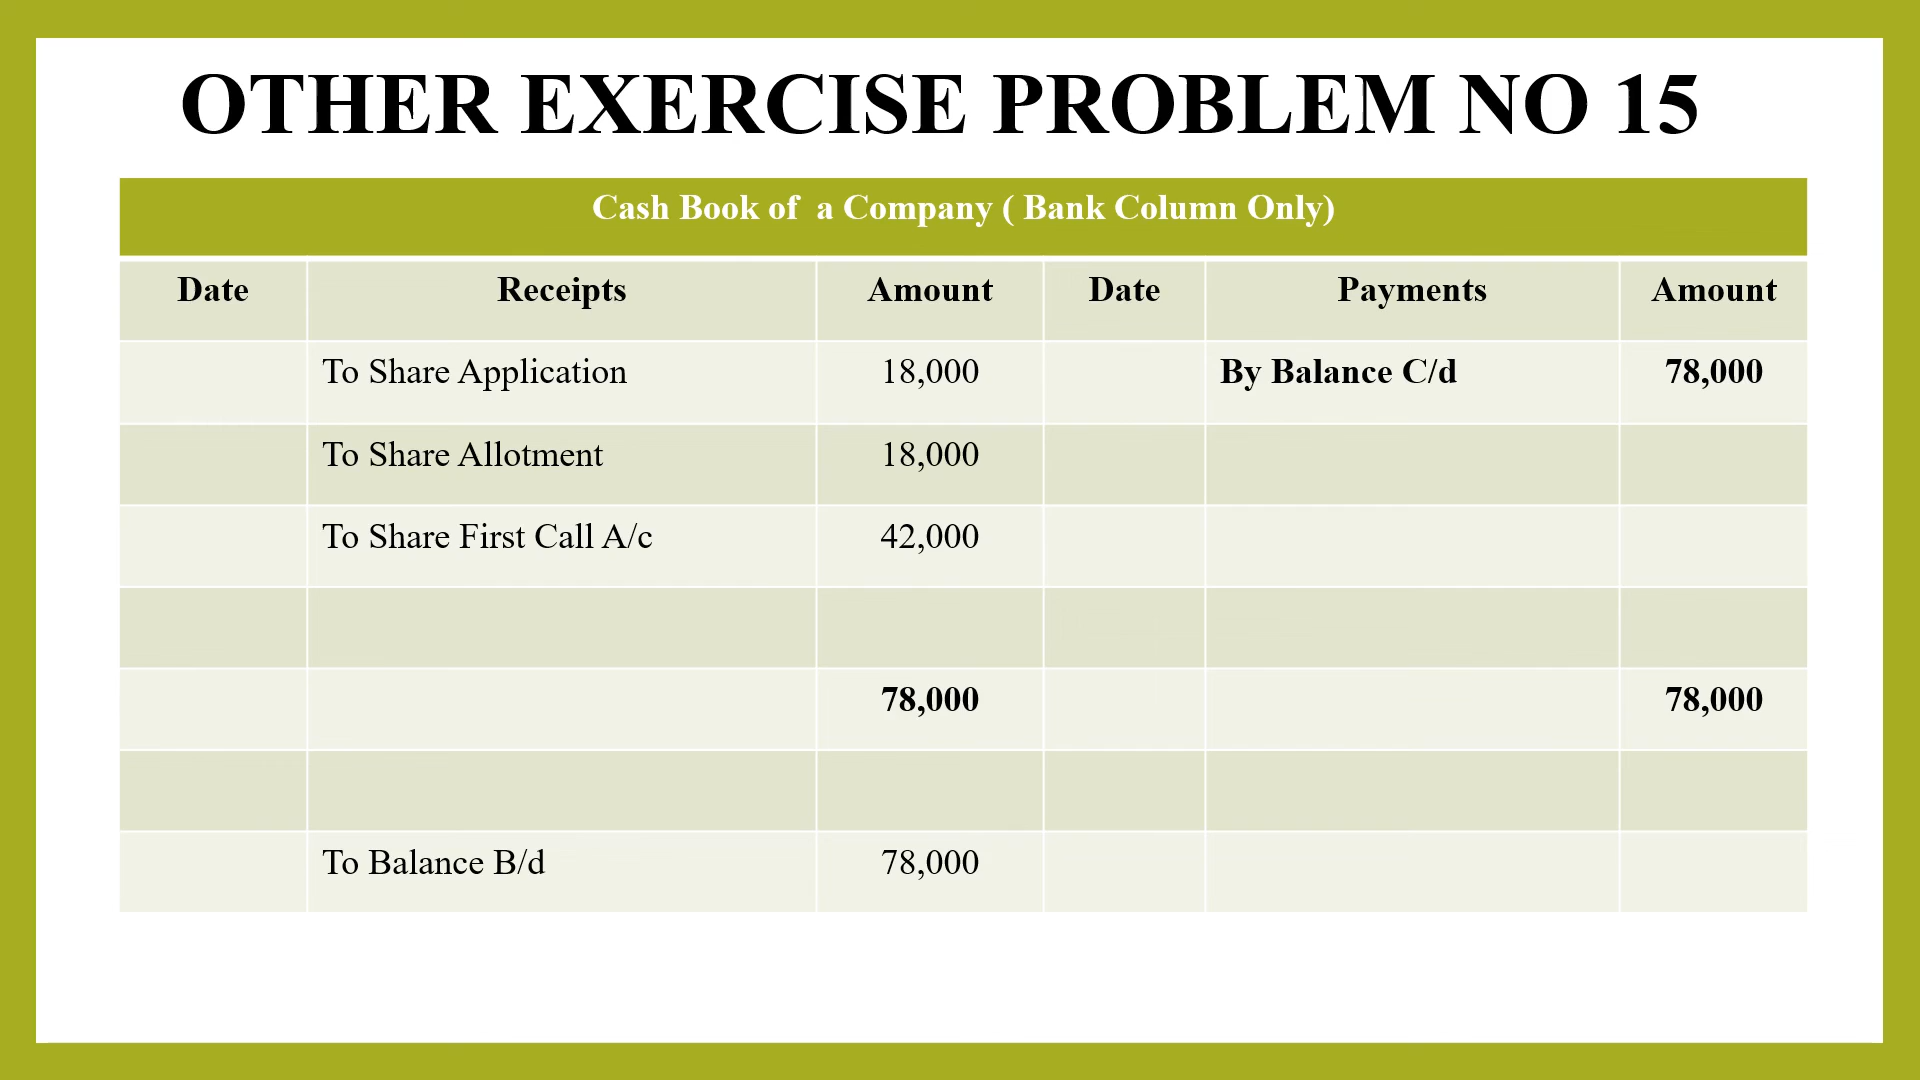 OTHER EXERCISE PROBLEM NO 15
Cash Book of a Company ( Bank Column Only)
Date Receipts Amount Date Payments Amount
To Share Application 18,000 By Balance C/d 78,000
To Share Allotment 18,000
To Share First Call A/c 42,000
78,000 78,000
To Balance B/d 78,000